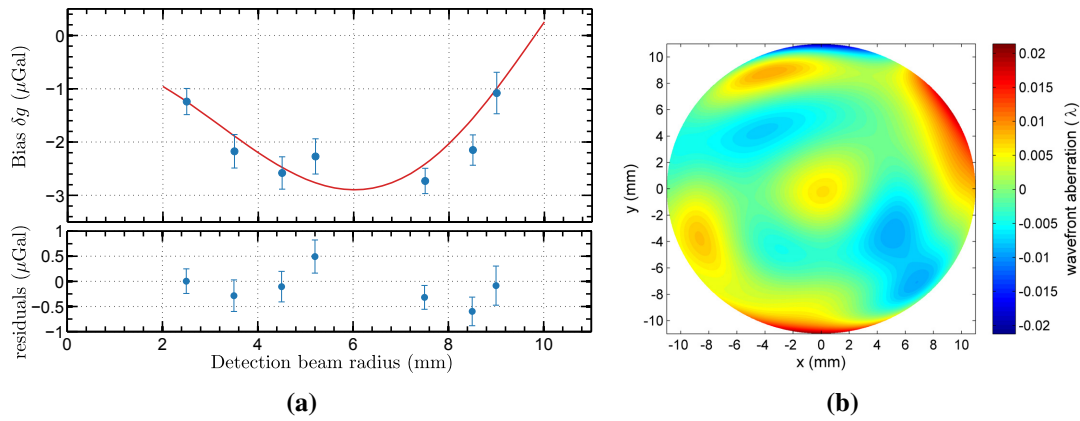 Bias δg (μGal)
0
−1
−2
−3
residuals (μGal)
1
0.5
0
−0.5
−1
0 2 4 6 8 10
Detection beam radius (mm)
(a)
y (mm)
10
8
6
4
2
0
-2
-4
-6
-8
-10
-10 -8 -6 -4 -2 0 2 4 6 8 10
x (mm)
0.02
0.015
0.01
0.005
0
-0.005
-0.01
-0.015
-0.02
wavefront aberration (λ)
(b)